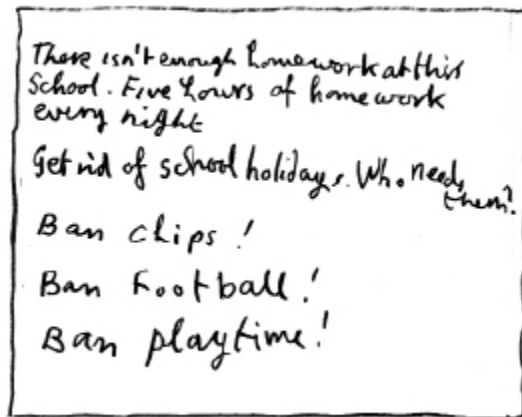 There isn't enough homework at this
School. Five hours of homework
every night
Get rid of school holidays. Who needs
them?
Ban chips!
Ban Football!
Ban playtime!